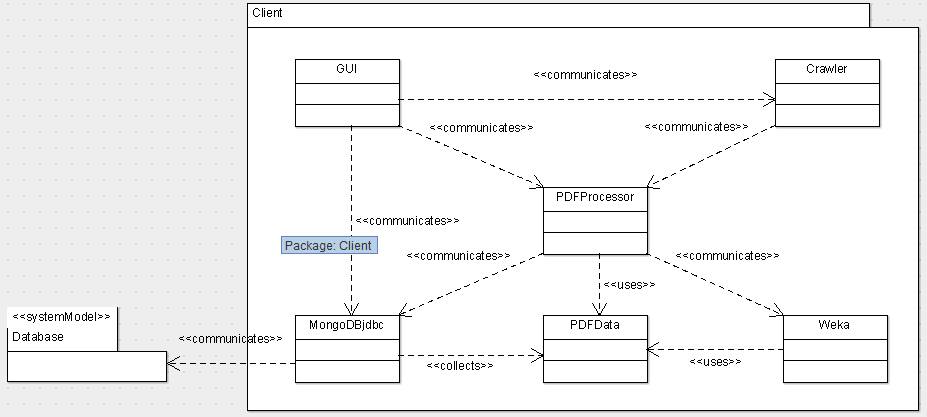 Client
GUI
<<communicates>>
Crawler
<<communicates>>
<<communicates>>
PDFProcessor
<<communicates>>
Package: Client
<<communicates>>
<<communicates>>
<<uses>>
<<systemModel>>
Database
<<communicates>>
MongoDBjdbc
PDFData
Weka
<<collects>>
<<uses>>